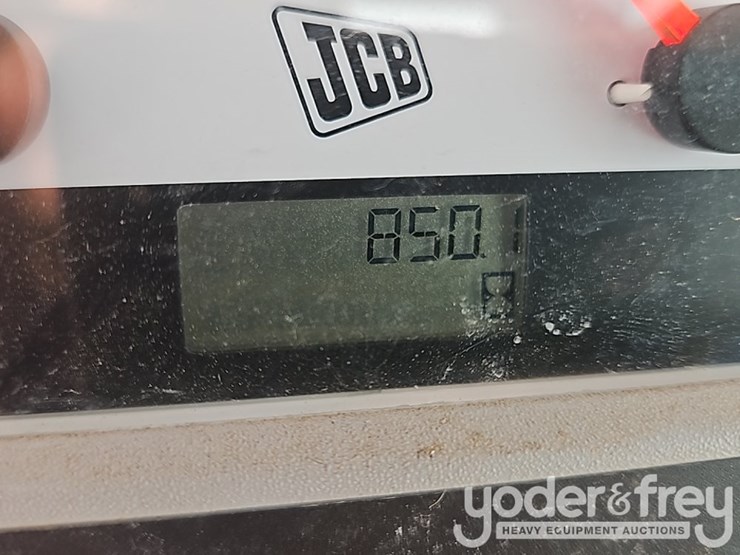 JCB
850.1
yoder&frey
HEAVY EQUIPMENT AUCTIONS